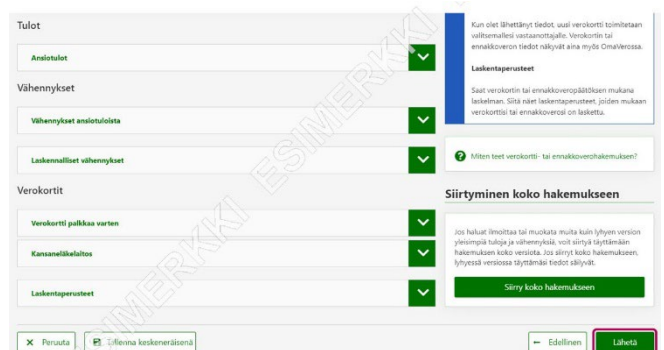 Tulot
Ansiotulot
Vähennykset
Vähennykset ansiotuloista
Laskennalliset vähennykset
Verokortit
Verokortti palkkaa varten
Kansaneläkelaitos
Laskentaperusteet
Kun olet lähettänyt tiedot, uusi verokortti toimitetaan
valitsemallesi vastaanottajalle. Verokortin tai
ennakkoveron tiedot näkyvät aina myös OmaVerossa.
Laskentaperusteet
Saat verokortin tai ennakkoveropäätöksen mukana
laskelman. Siitä näet laskentaperusteet, joiden mukaan
verokorttisi tai ennakkoverosi on laskettu.
Miten teet verokortti- tai ennakkoverohakemuksen?
Siirtyminen koko hakemukseen
Jos haluat ilmoittaa tai muokata muita kuin lyhyen version
yleisimpiä tuloja ja vähennyksiä, voit siirtyä täyttämään
hakemuksen koko versiota. Jos siirryt koko hakemukseen,
lyhyessä versiossa täyttämäsi tiedot säilyvät.
Siirry koko hakemukseen
Peruuta
Tallenna keskeneräisenä
Edellinen
Lähetä
ESIMERKKI ESIMERKKI